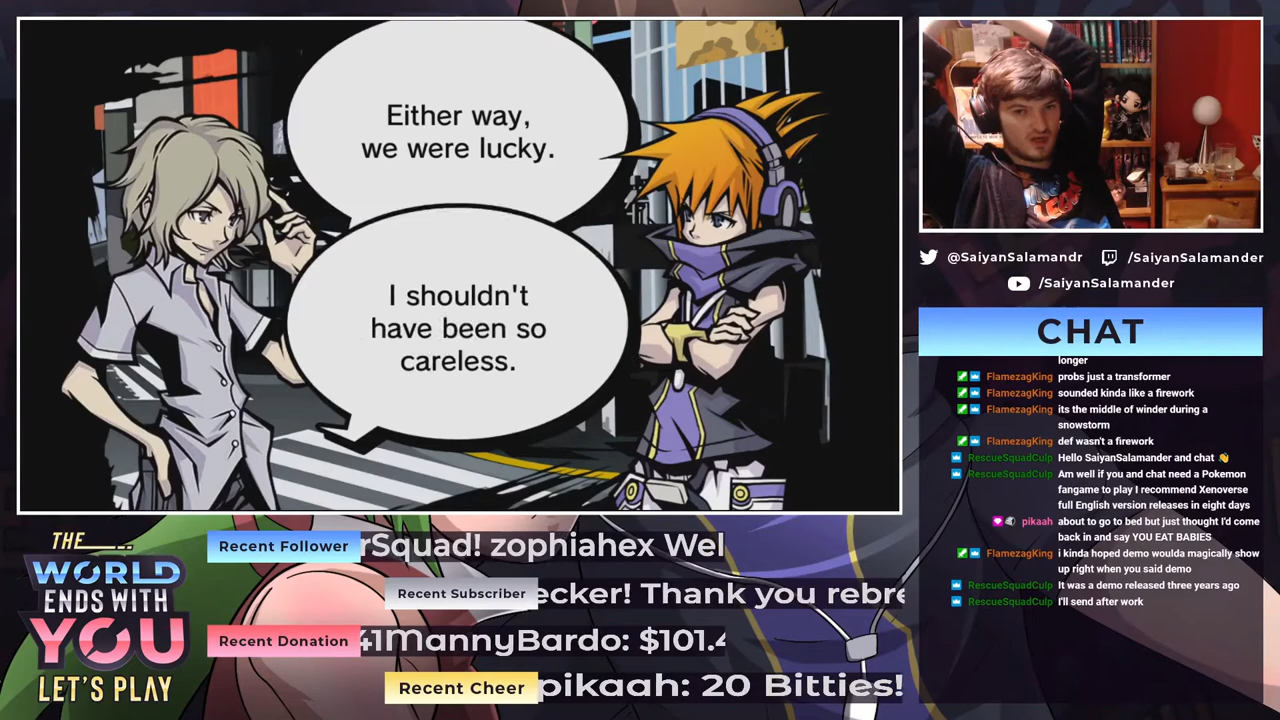 Either way,
we were lucky.
I shouldn't
have been so
careless.
@SaiyanSalamandr
/SaiyanSalamander
/SaiyanSalamander
CHAT
longer
FlamezagKing probs just a transformer
FlamezagKing sounded kinda like a firework
FlamezagKing its the middle of winder during a
snowstorm
FlamezagKing def wasn't a firework
RescueSquadCulp Hello SaiyanSalamander and chat 👋
RescueSquadCulp Am well if you and chat need a Pokemon
fangame to play I recommend Xenoverse
full English version releases in eight days
pikaah about to go to bed but just thought I'd come
back in and say YOU EAT BABIES
FlamezagKing i kinda hoped demo woulda magically show
up right when you said demo
RescueSquadCulp It was a demo released three years ago
RescueSquadCulp I'll send after work
THE
WORLD
ENDS WITH
YOU
LET'S PLAY
Recent Follower rSquad! zophiahex Wel
Recent Subscriber ecker! Thank you rebre
Recent Donation 41MannyBardo: $101.4
Recent Cheer pikaah: 20 Bitties!